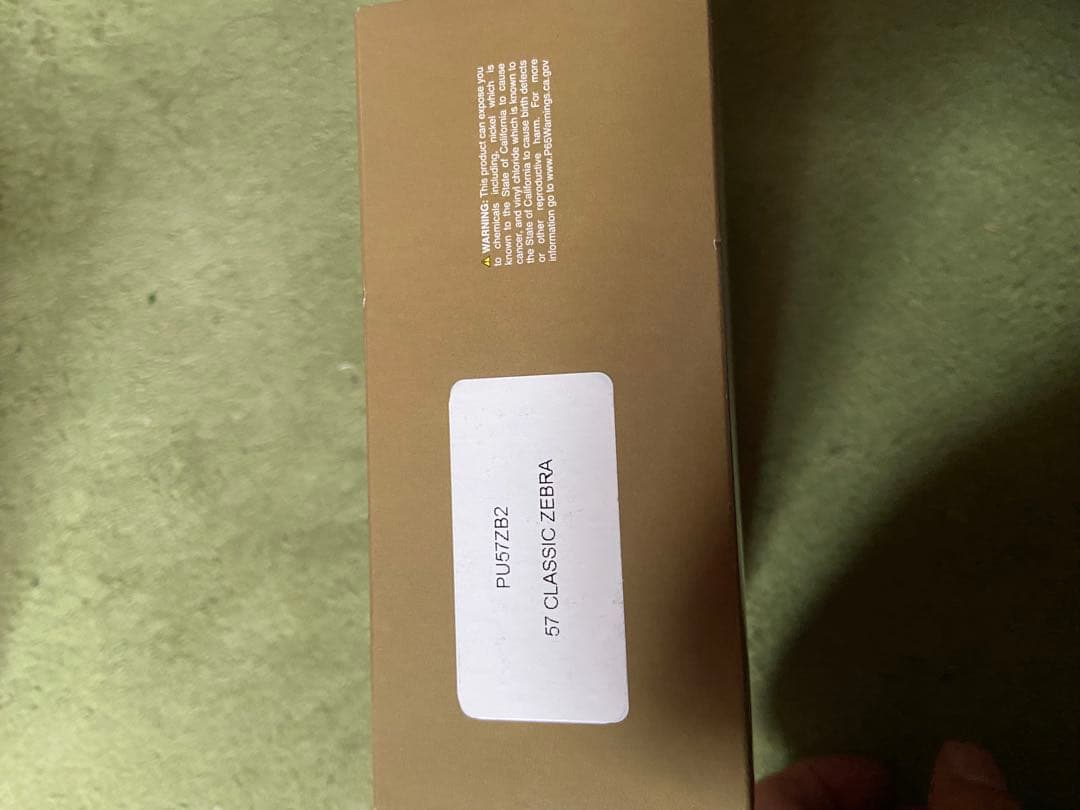 ⚠ WARNING: This product can expose you
to chemicals including, nickel which is
known to the State of California to cause
cancer, and vinyl chloride which is known to
the State of California to cause birth defects
or other reproductive harm. For more
information go to www.P65Warnings.ca.gov
PU57ZB2
57 CLASSIC ZEBRA